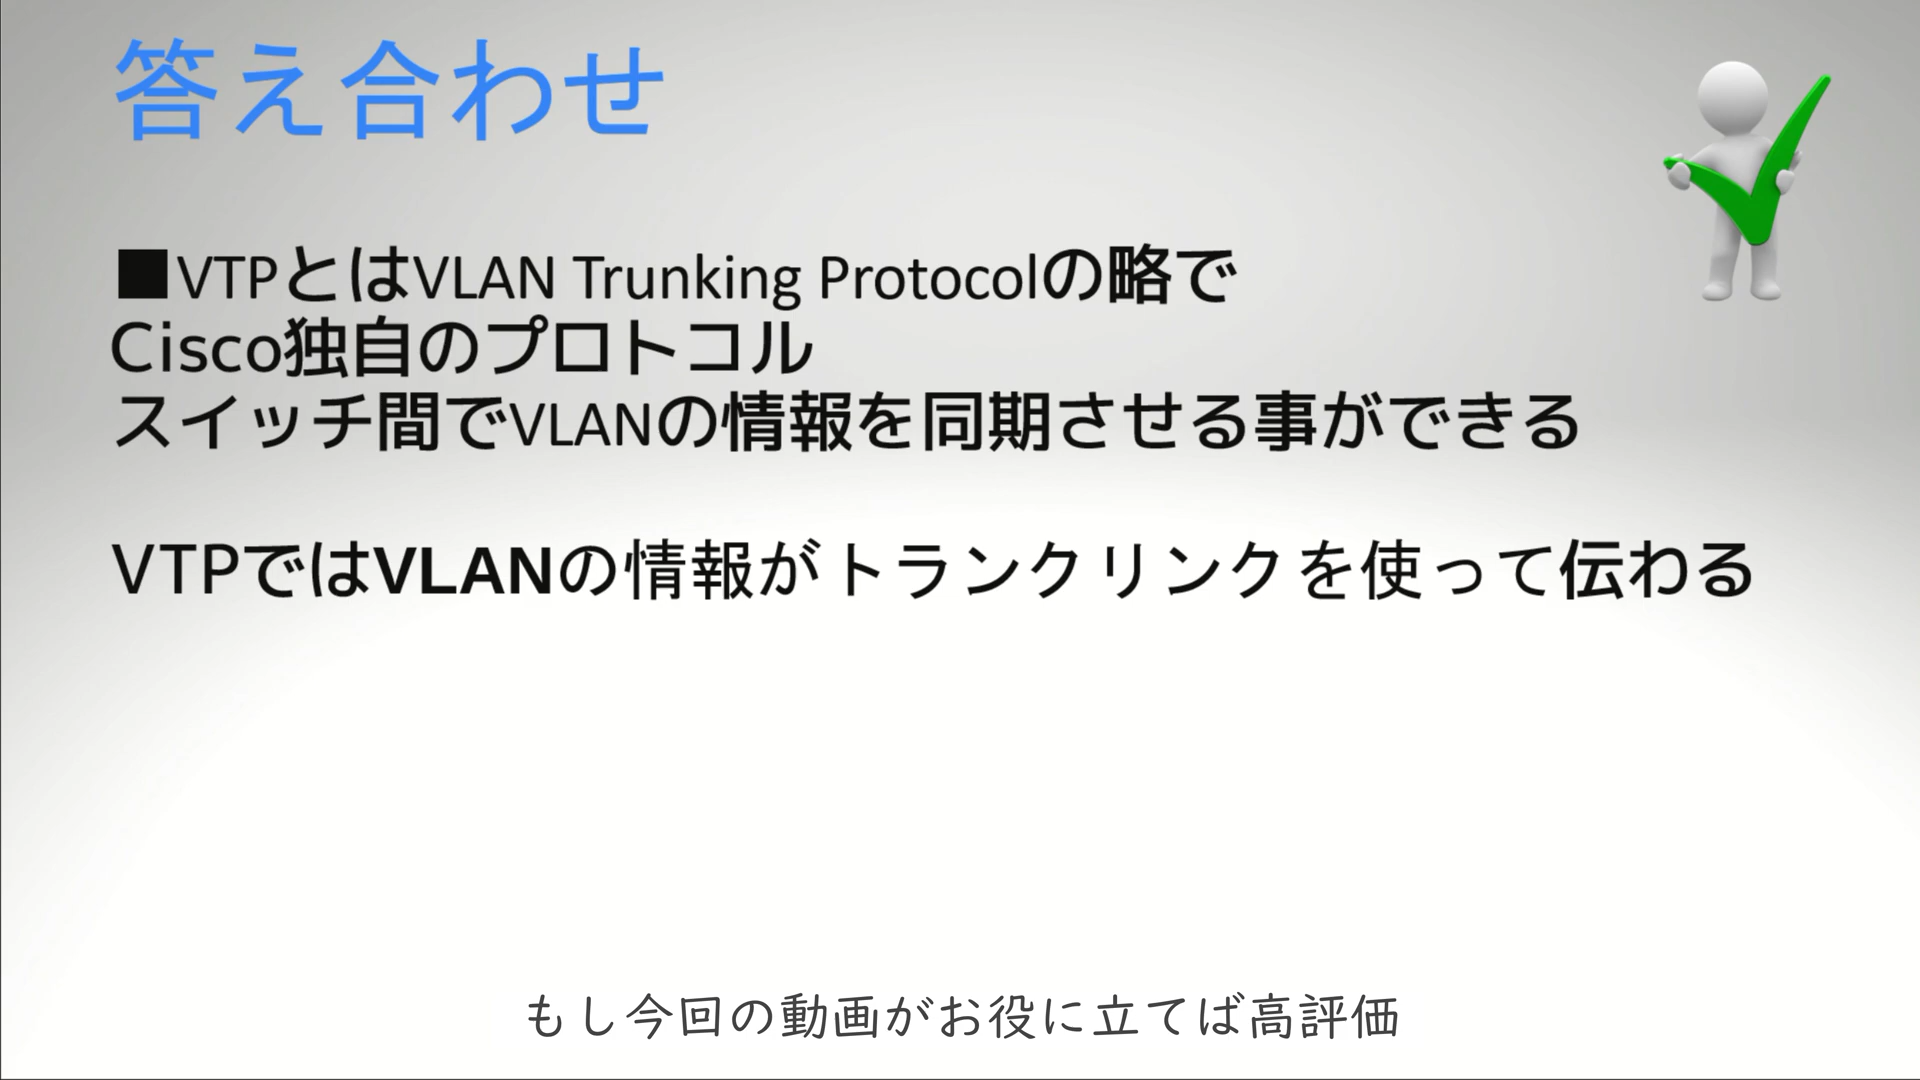 答え合わせ
■VTPとはVLAN Trunking Protocolの略で
Cisco独自のプロトコル
スイッチ間でVLANの情報を同期させる事ができる
VTPではVLANの情報がトランクリンクを使って伝わる
もし今回の動画がお役に立てば高評価